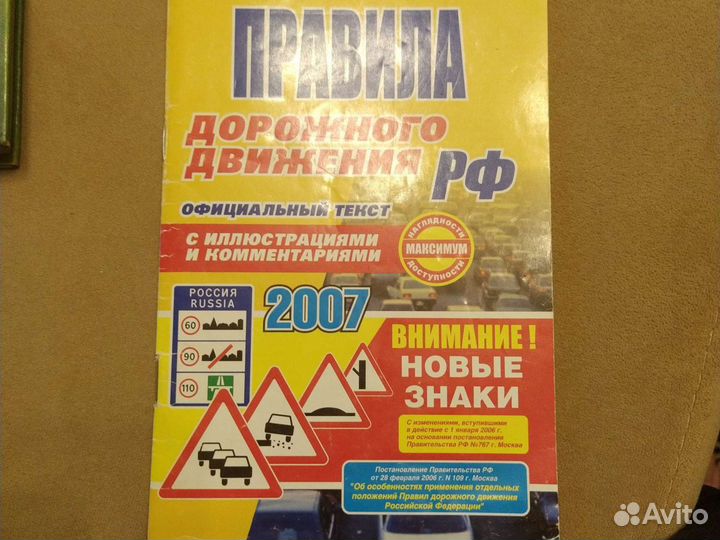 ПРАВИЛА
ДОРОЖНОГО
ДВИЖЕНИЯ РФ
ОФИЦИАЛЬНЫЙ ТЕКСТ
С ИЛЛЮСТРАЦИЯМИ
И КОММЕНТАРИЯМИ
НАГЛЯДНОСТИ
МАКСИМУМ
ДОСТУПНОСТИ
РОССИЯ
RUSSIA
60
90
110
2007
ВНИМАНИЕ!
НОВЫЕ
ЗНАКИ
С изменениями, вступившими
в действие с 1 января 2006 г.
на основании постановления
Правительства РФ №767 г. Москва
Постановление Правительства РФ
от 28 февраля 2006 г. N 109 г. Москва
"Об особенностях применения отдельных
положений Правил дорожного движения
Российской Федерации"
Avito